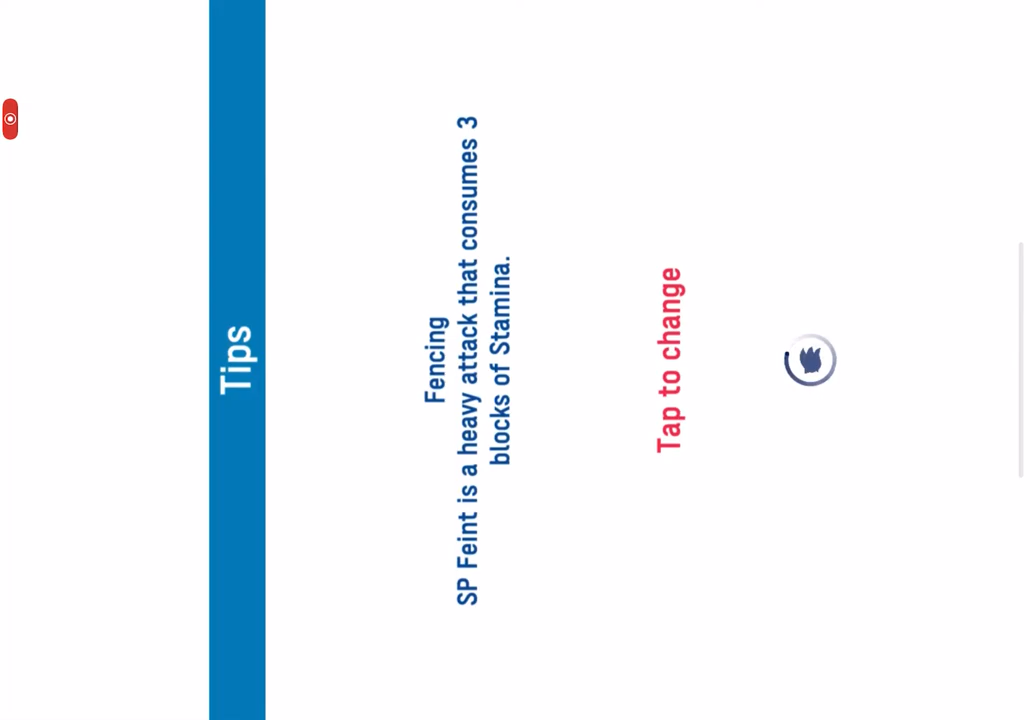 Tips
Fencing
SP Feint is a heavy attack that consumes 3
blocks of Stamina.
Tap to change